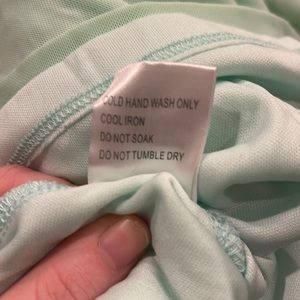 COLD HAND WASH ONLY
COOL IRON
DO NOT SOAK
DO NOT TUMBLE DRY